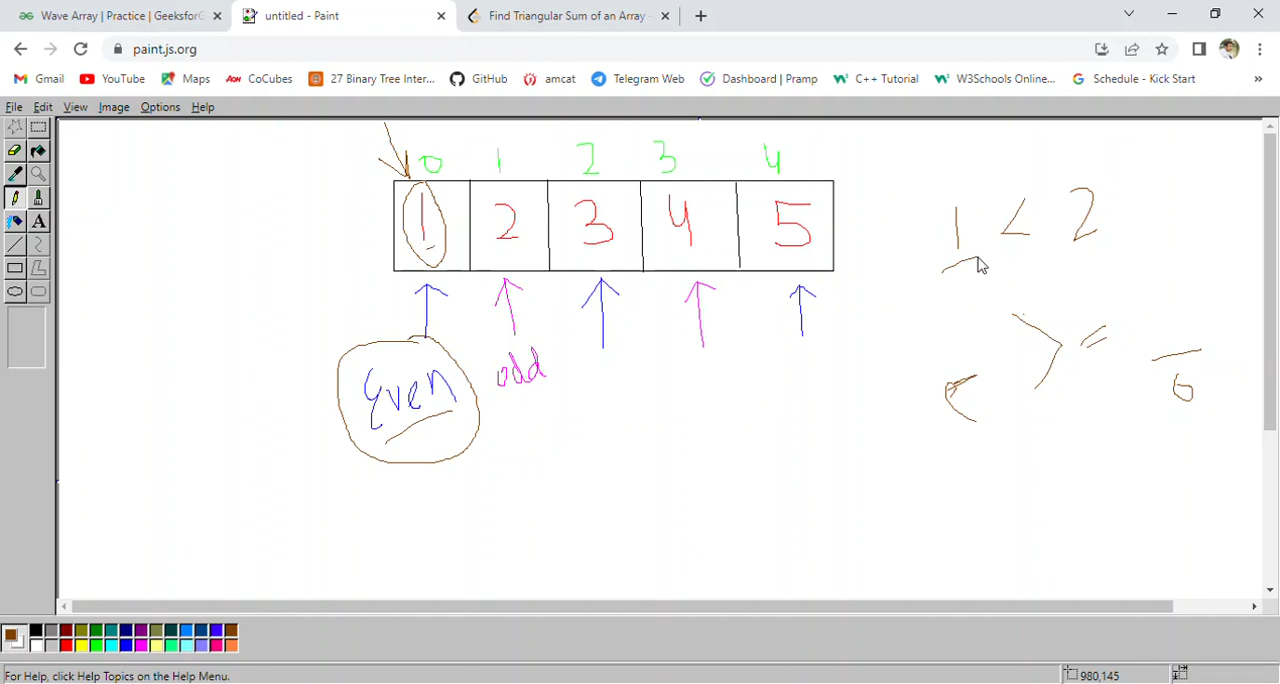 Wave Array | Practice | GeeksforG
untitled - Paint
Find Triangular Sum of an Array -
paint.js.org
Gmail YouTube Maps AON CoCubes 27 Binary Tree Inter... GitHub amcat Telegram Web Dashboard | Pramp C++ Tutorial W3Schools Online... Schedule - Kick Start »
File Edit View Image Options Help
0 1 2 3 4
1 2 3 4 5
1 < 2
even odd
e >= o
For Help, click Help Topics on the Help Menu.
980,145